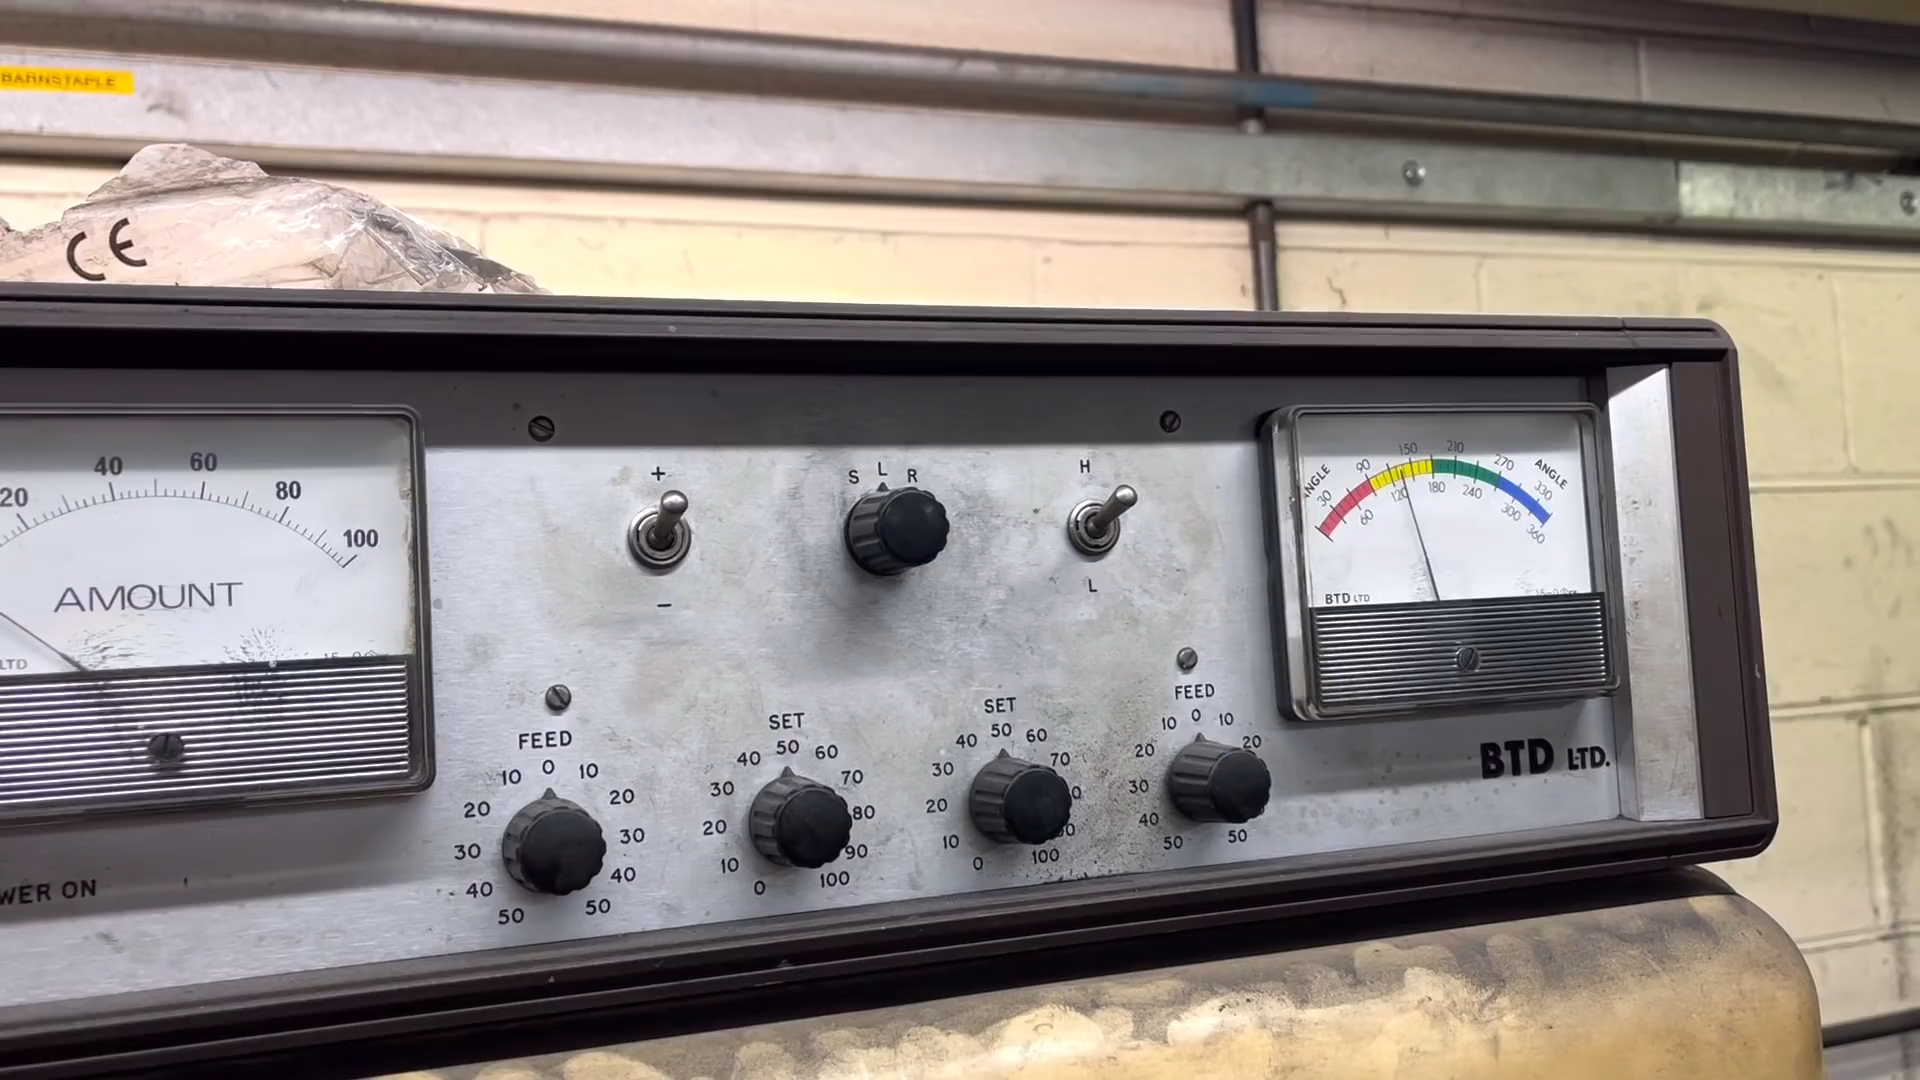 BARNSTAPLE
CE
20 40 60 80 100
AMOUNT
LTD
WER ON
+
-
S L R
H
L
FEED
50 40 30 20 10 0 10 20 30 40 50
SET
0 10 20 30 40 50 60 70 80 90 100
SET
0 10 20 30 40 50 60 70 100
FEED
50 40 30 20 10 0 10 20 50
ANGLE ANGLE
30 90 150 210 270 330
60 120 180 240 300 360
BTD LTD
BTD LTD.